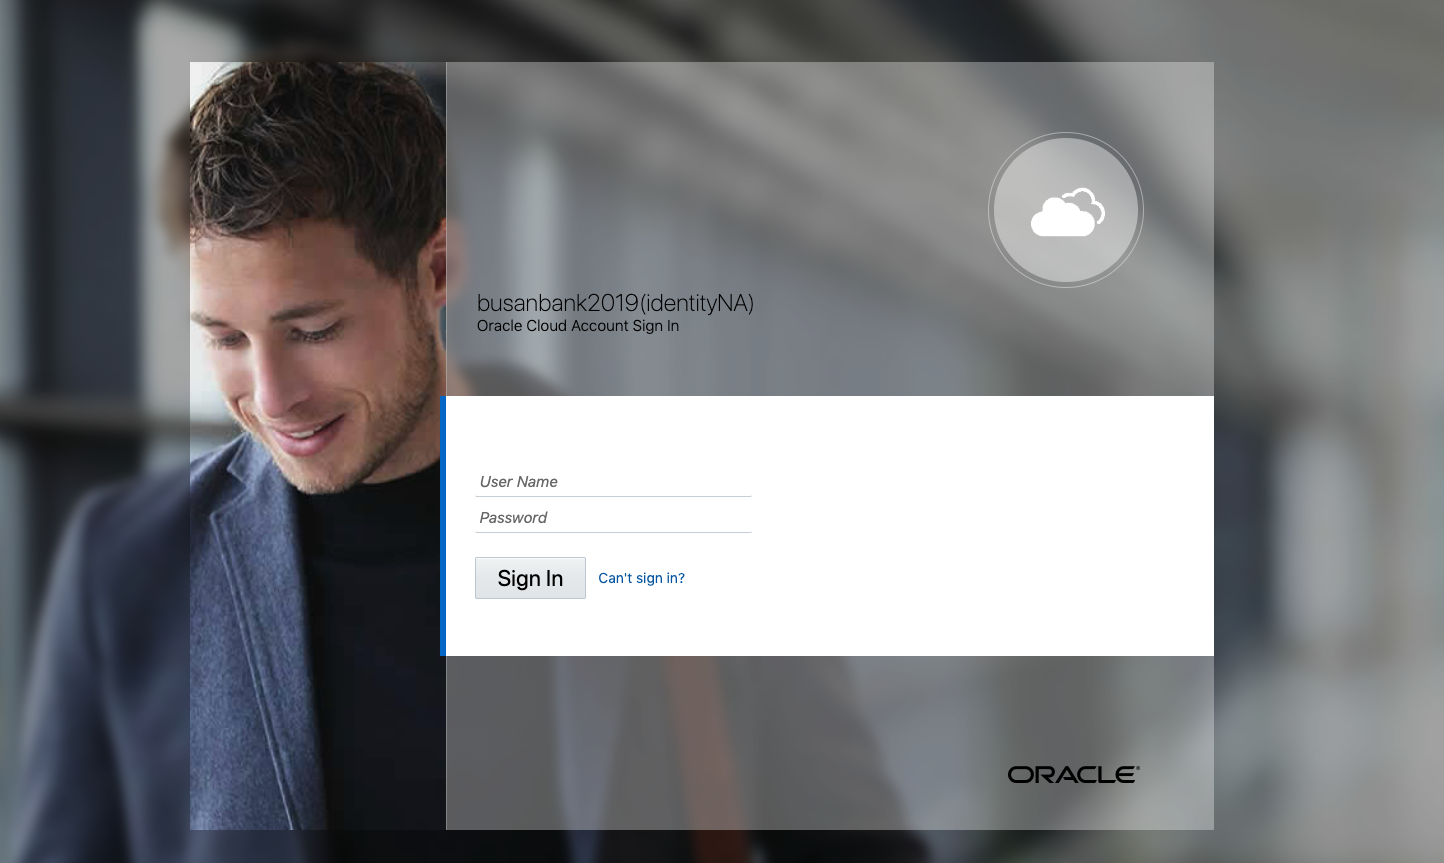 busanbank2019(identityNA)
Oracle Cloud Account Sign In
User Name
Password
Sign In
Can't sign in?
ORACLE®